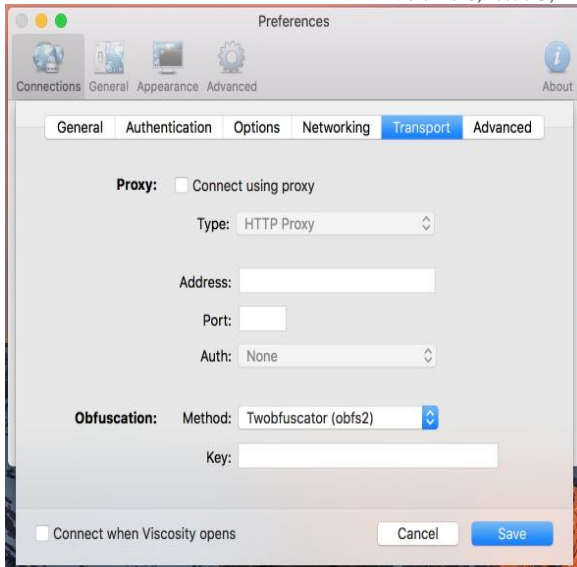 Preferences
Connections General Appearance Advanced About
General Authentication Options Networking Transport Advanced
Proxy: Connect using proxy
Type: HTTP Proxy
Address:
Port:
Auth: None
Obfuscation: Method: Twobfuscator (obfs2)
Key:
Connect when Viscosity opens Cancel Save